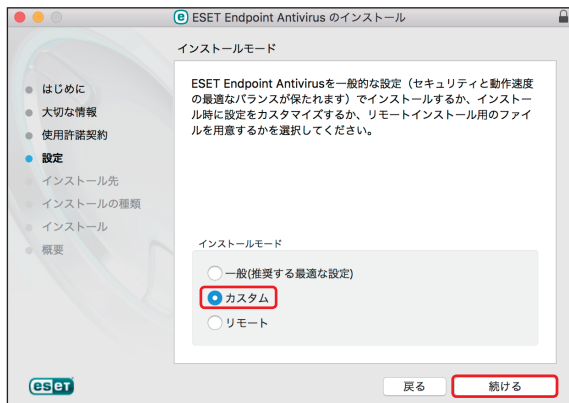 ESET Endpoint Antivirus のインストール
インストールモード
はじめに
大切な情報
使用許諾契約
設定
インストール先
インストールの種類
インストール
概要
ESET Endpoint Antivirusを一般的な設定（セキュリティと動作速度
の最適なバランスが保たれます）でインストールするか、インストー
ル時に設定をカスタマイズするか、リモートインストール用のファイ
ルを用意するかを選択してください。
インストールモード
一般(推奨する最適な設定)
カスタム
リモート
eset
戻る
続ける